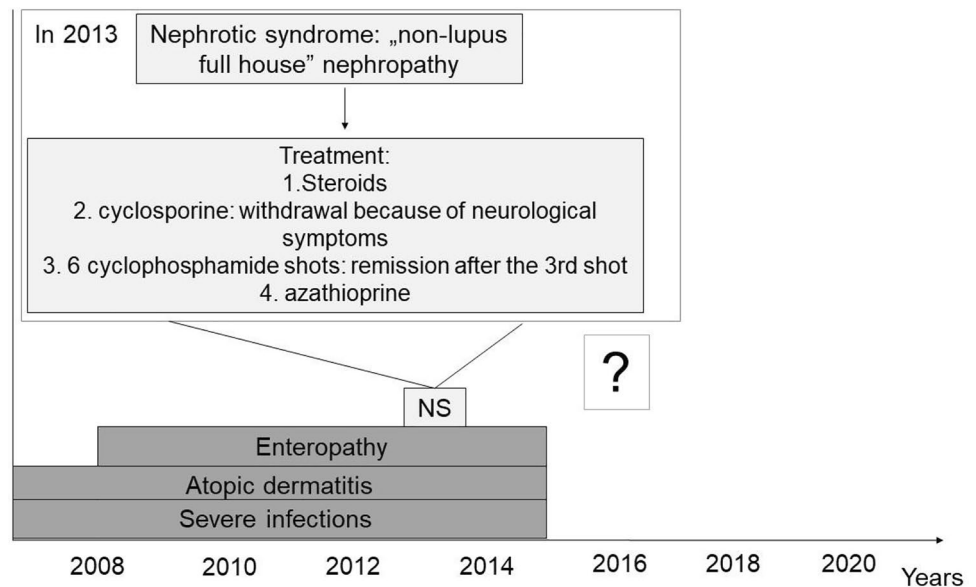 In 2013
Nephrotic syndrome: „non-lupus
full house” nephropathy
Treatment:
1.Steroids
2. cyclosporine: withdrawal because of neurological
symptoms
3. 6 cyclophosphamide shots: remission after the 3rd shot
4. azathioprine
?
NS
Enteropathy
Atopic dermatitis
Severe infections
2008 2010 2012 2014 2016 2018 2020
Years